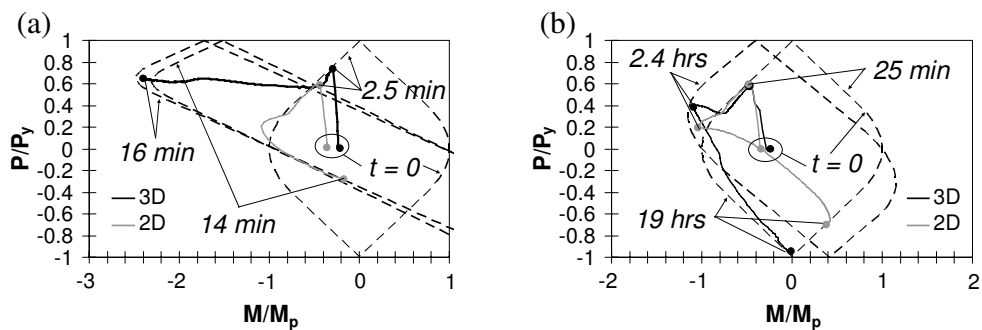 (a)
P/Py
1
0.8
0.6
0.4
0.2
0
-0.2
-0.4
-0.6
-0.8
-1
2.5 min
16 min
t = 0
14 min
3D
2D
-3
-2
-1
0
1
M/Mp
(b)
P/Py
1
0.8
0.6
0.4
0.2
0
-0.2
-0.4
-0.6
-0.8
-1
2.4 hrs
25 min
t = 0
19 hrs
3D
2D
-2
-1
0
1
2
M/Mp